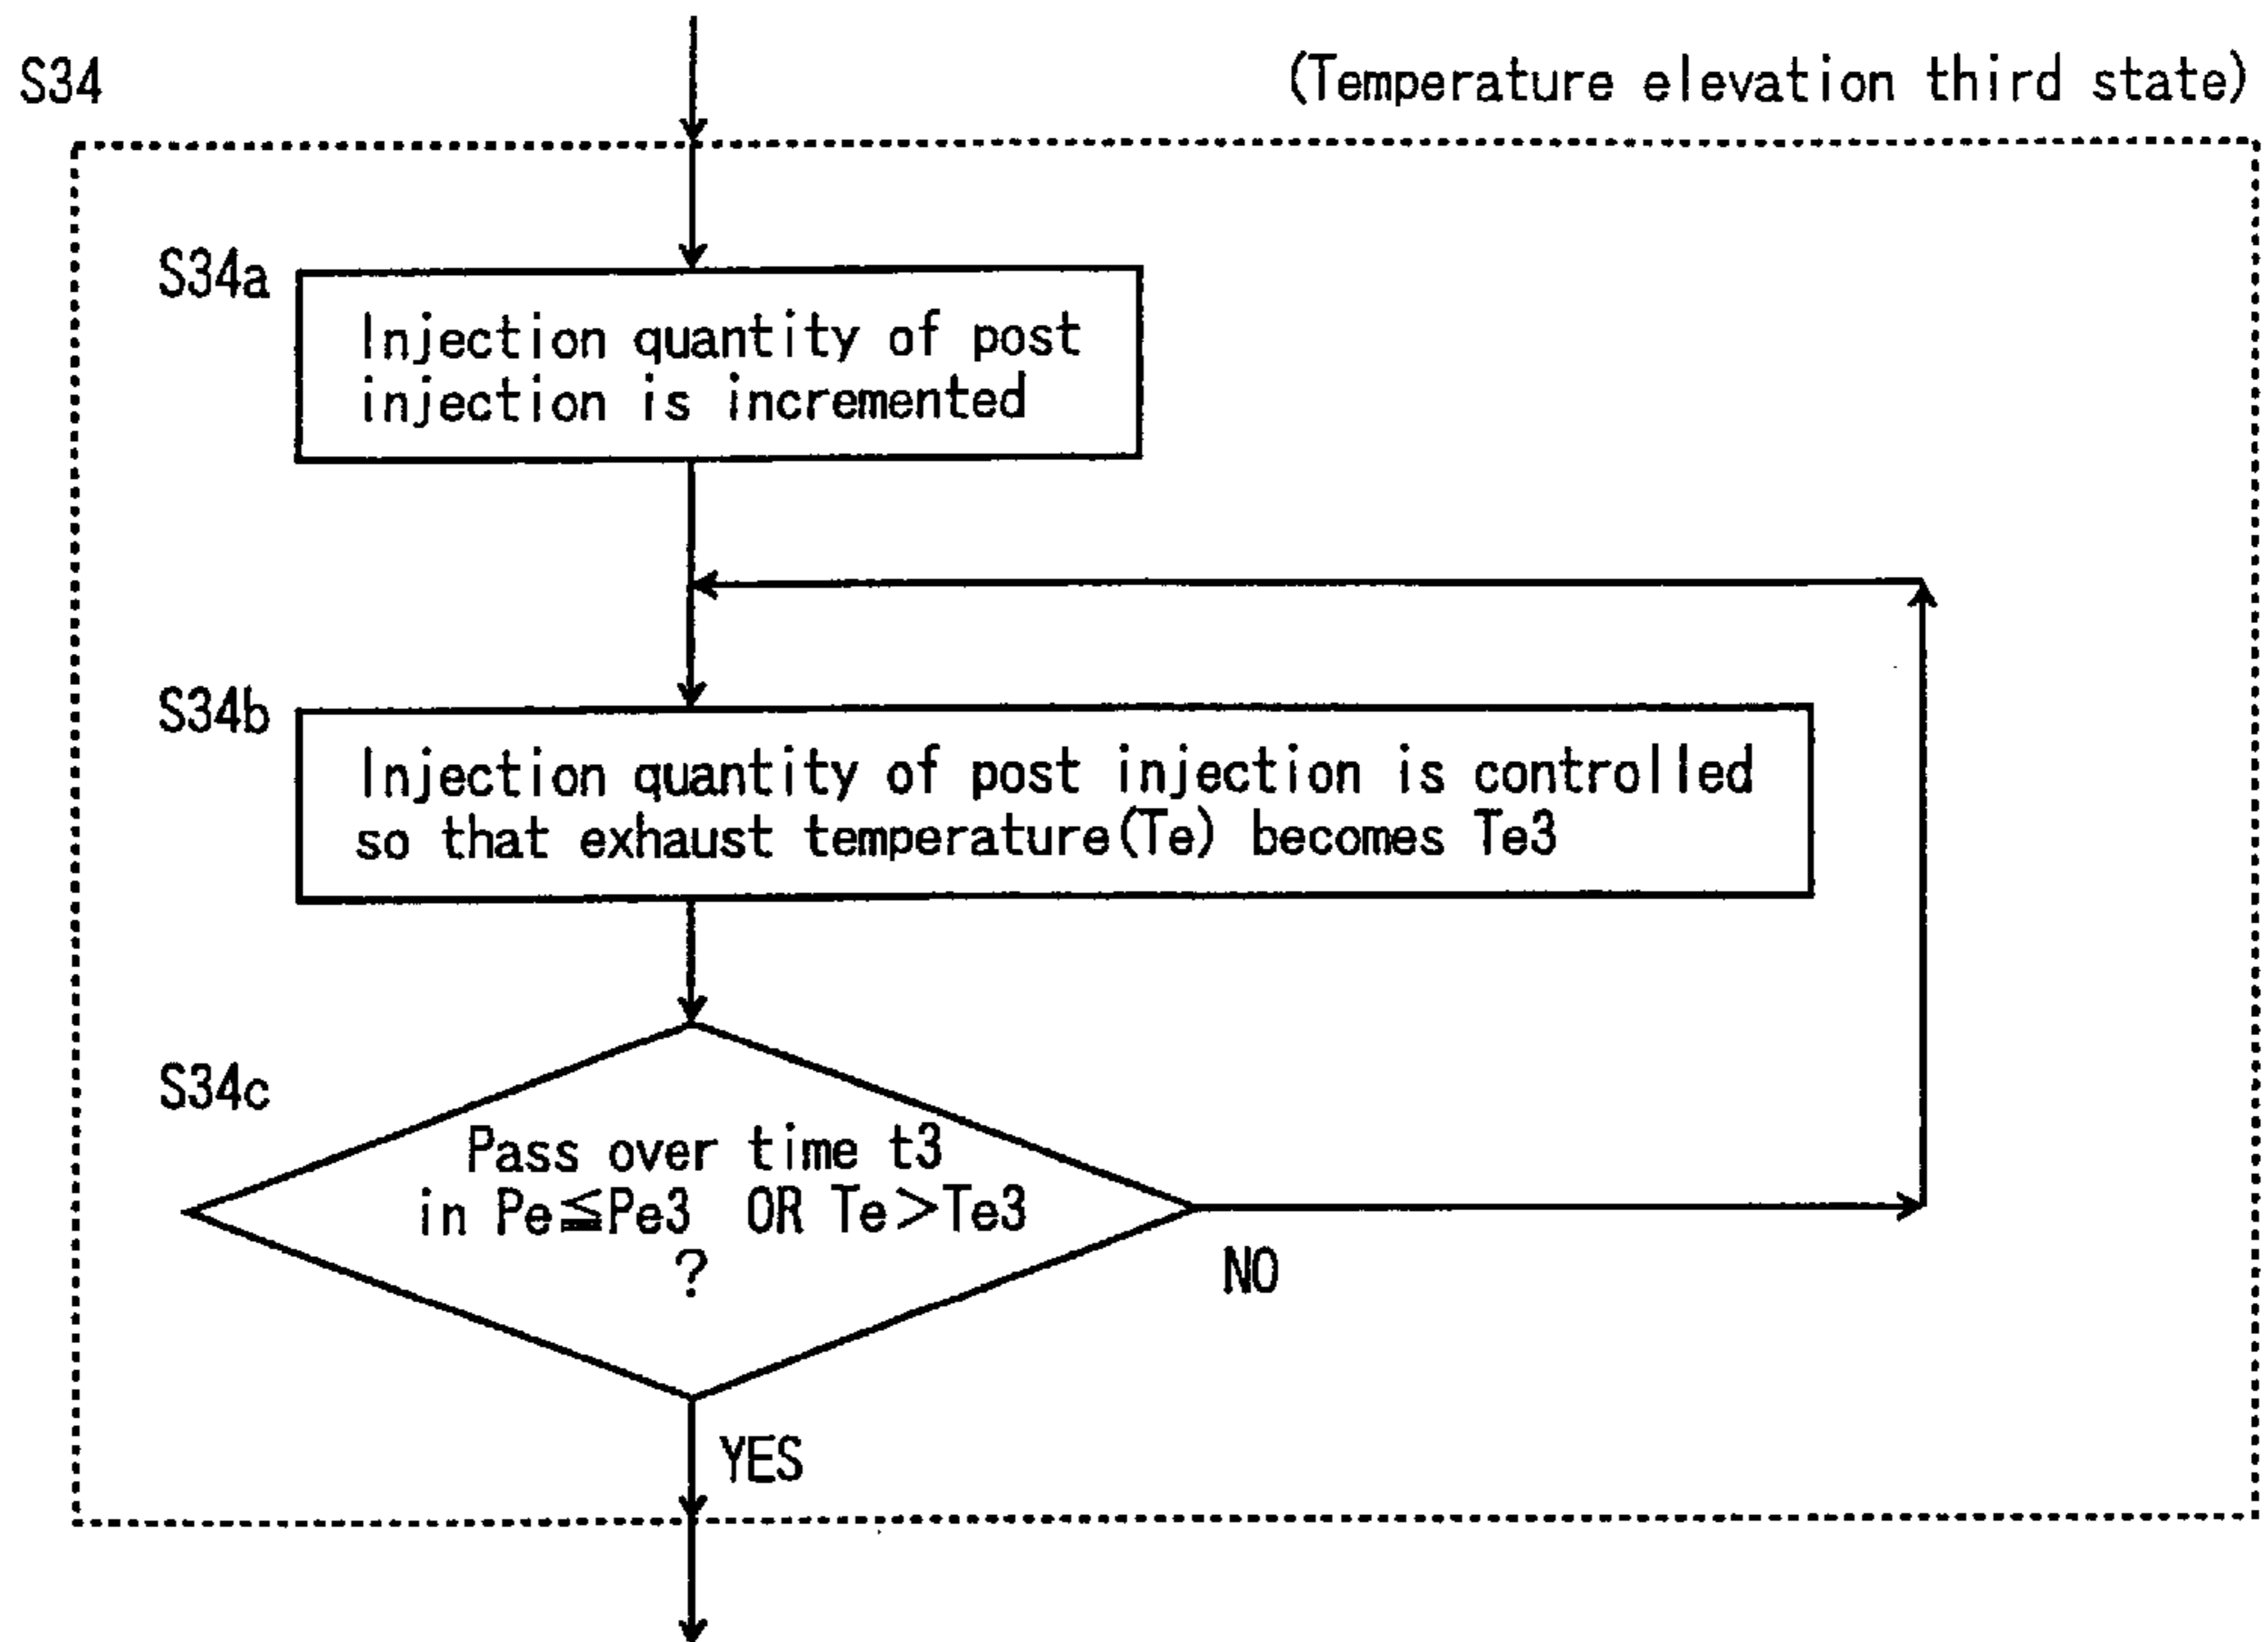 S34
(Temperature elevation third state)
S34a
Injection quantity of post
injection is incremented
S34b
Injection quantity of post injection is controlled
so that exhaust temperature(Te) becomes Te3
S34c
Pass over time t3
in Pe≦Pe3 OR Te>Te3
?
NO
YES